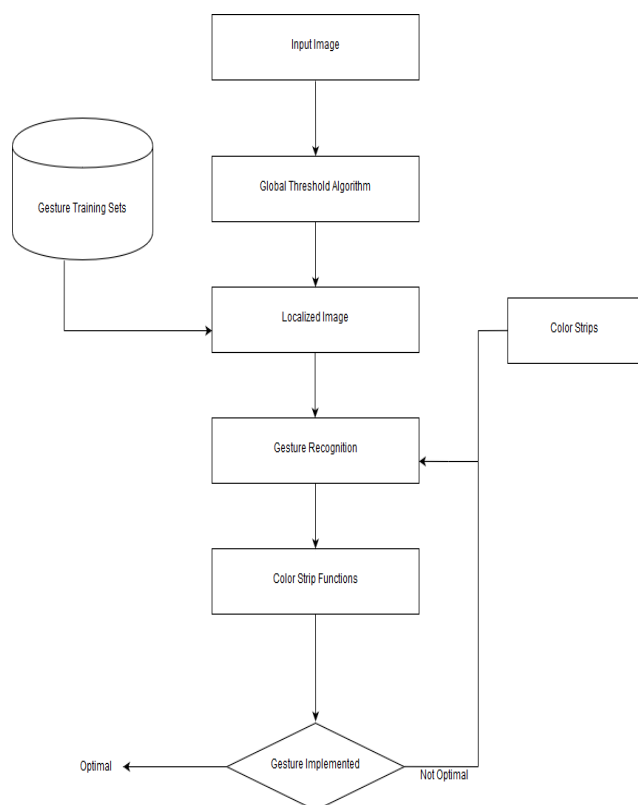 Input Image
Global Threshold Algorithm
Gesture Training Sets
Localized Image
Color Strips
Gesture Recognition
Color Strip Functions
Gesture Implemented
Optimal
Not Optimal